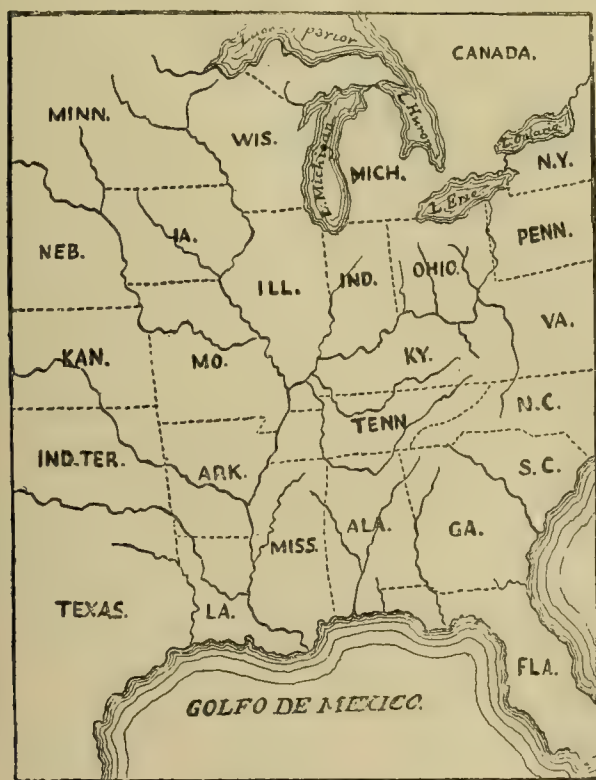 CANADA.
MINN.
WIS.
L. Michigan
L. Huron
MICH.
L. Ontario
N.Y.
L. Erie
NEB.
IA.
ILL.
IND.
OHIO.
PENN.
KAN.
MO.
KY.
VA.
IND.TER.
ARK.
TENN
N.C.
S.C.
MISS.
ALA.
GA.
TEXAS.
LA.
FLA.
GOLFO DE MEXICO.